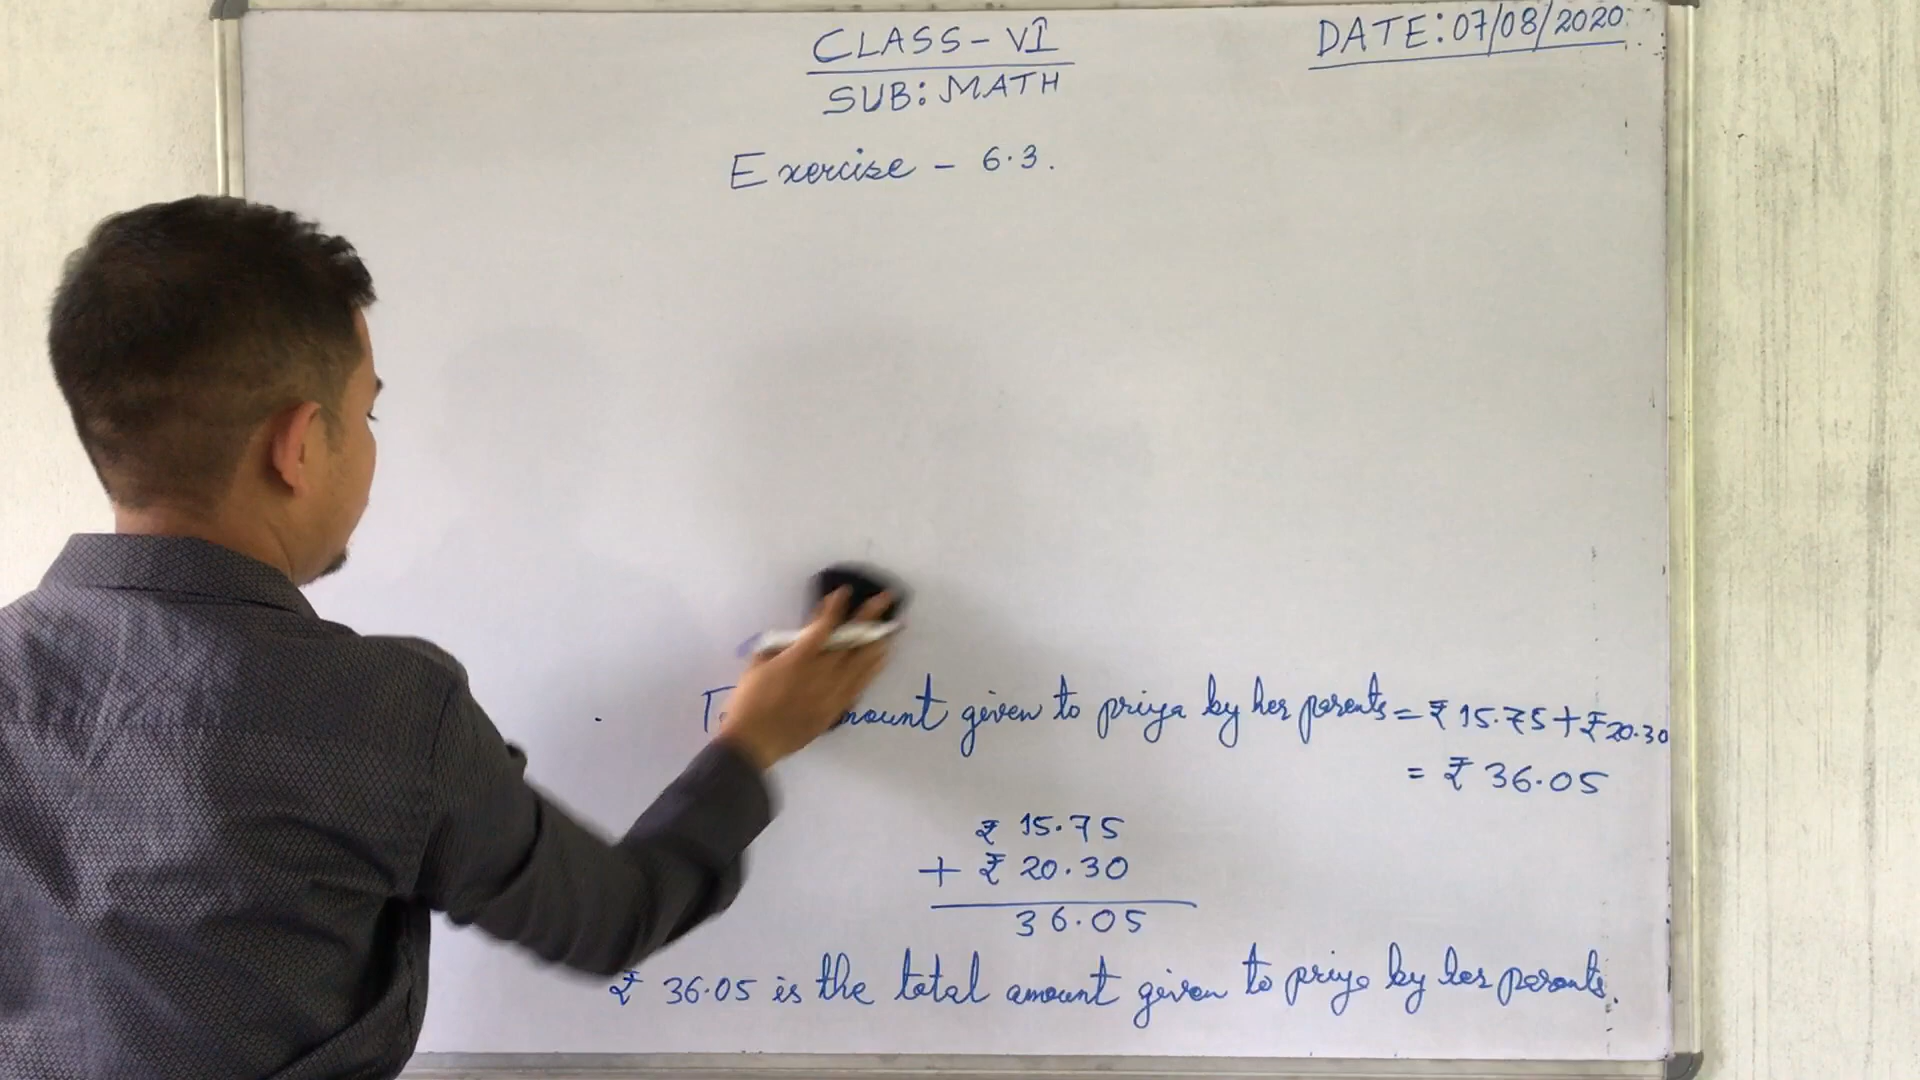 CLASS - VI
SUB: MATH
DATE: 07/08/2020
Exercise - 6.3.
amount given to priya by her parents = ₹ 15.75 + ₹ 20.30
= ₹ 36.05
₹ 15.75
+ ₹ 20.30
36.05
₹ 36.05 is the total amount given to priya by her parents.